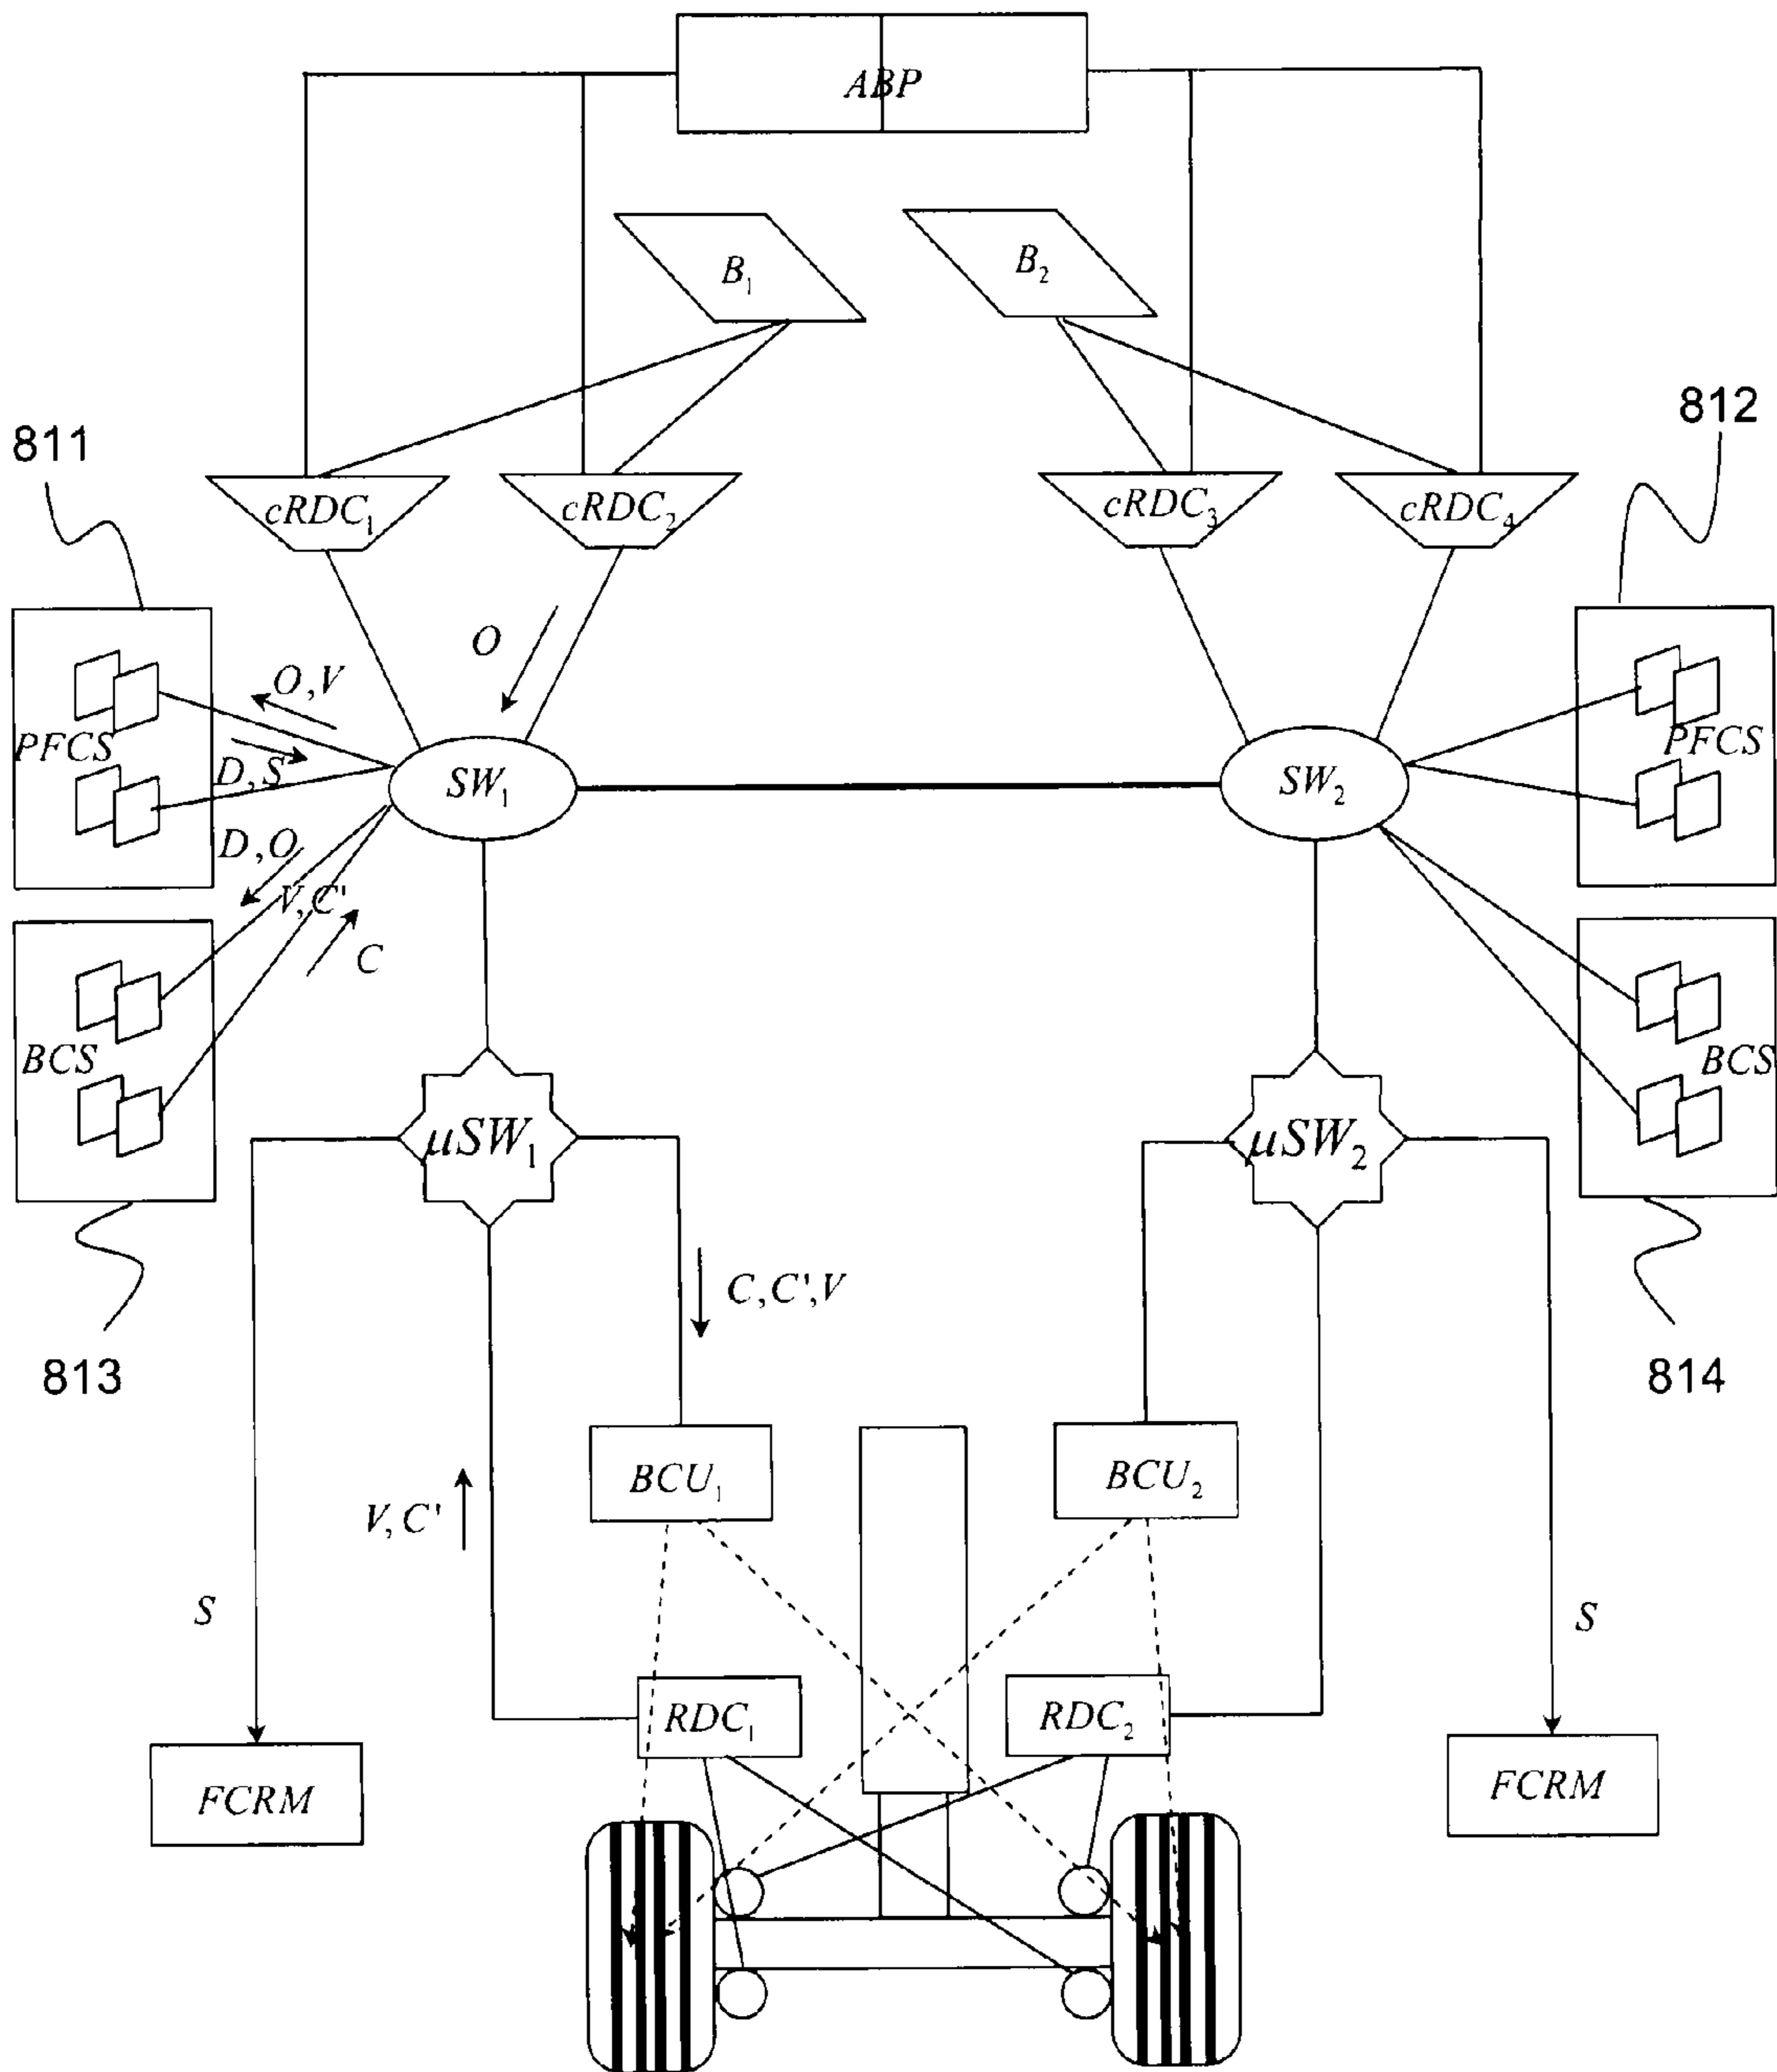 ABP
B₁
B₂
811
812
cRDC₁
cRDC₂
cRDC₃
cRDC₄
O
O,V
PFCS
D,S
SW₁
SW₂
PFCS
D,O
V,C'
C
BCS
BCS
μSW₁
μSW₂
C,C',V
813
814
BCU₁
BCU₂
V,C'
S
S
RDC₁
RDC₂
FCRM
FCRM